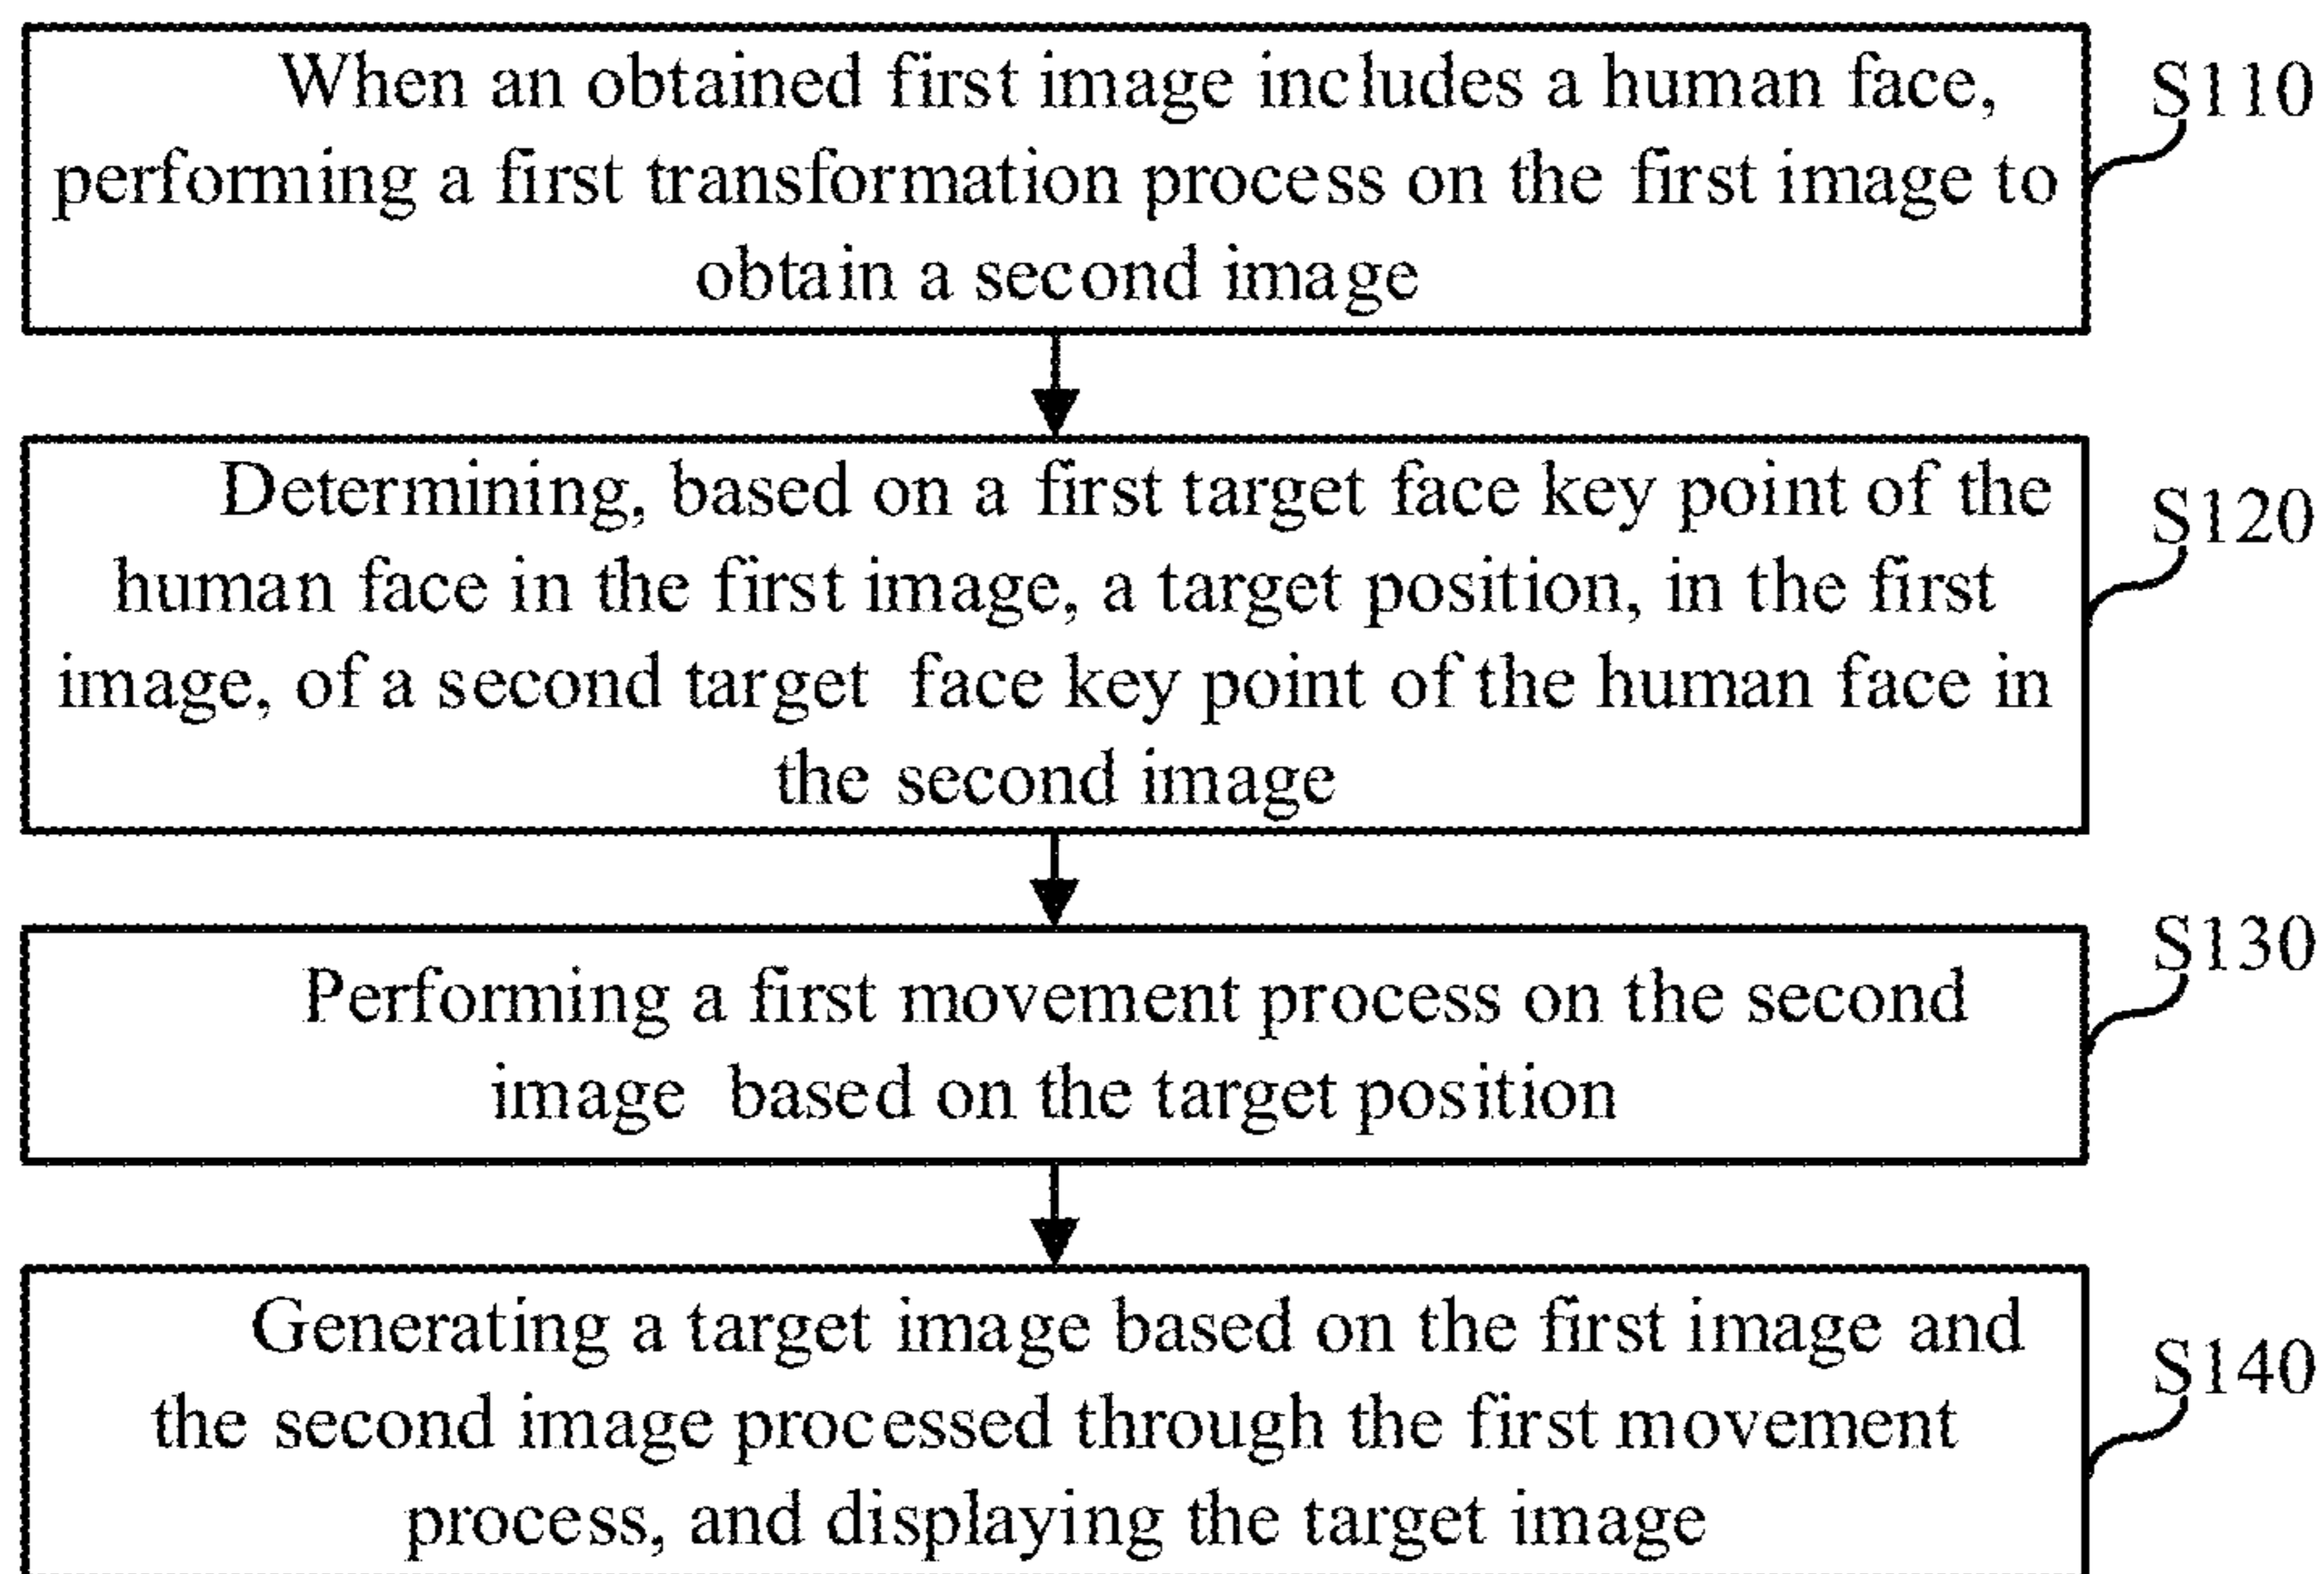 When an obtained first image includes a human face,
performing a first transformation process on the first image to
obtain a second image
S110
Determining, based on a first target face key point of the
human face in the first image, a target position, in the first
image, of a second target face key point of the human face in
the second image
S120
Performing a first movement process on the second
image based on the target position
S130
Generating a target image based on the first image and
the second image processed through the first movement
process, and displaying the target image
S140